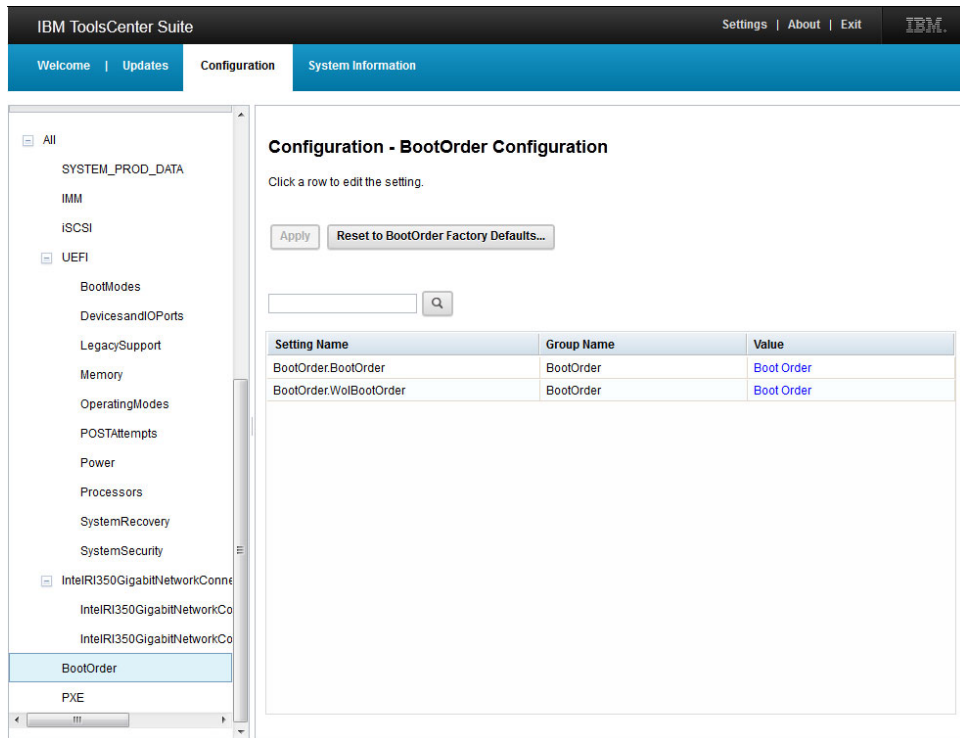 IBM ToolsCenter Suite
Settings | About | Exit
IBM.
Welcome | Updates
Configuration
System Information
All
SYSTEM_PROD_DATA
IMM
iSCSI
UEFI
BootModes
DevicesandIOPorts
LegacySupport
Memory
OperatingModes
POSTAttempts
Power
Processors
SystemRecovery
SystemSecurity
IntelRI350GigabitNetworkConne
IntelRI350GigabitNetworkCo
IntelRI350GigabitNetworkCo
BootOrder
PXE
Configuration - BootOrder Configuration
Click a row to edit the setting.
Apply
Reset to BootOrder Factory Defaults...
Setting Name Group Name Value
BootOrder.BootOrder BootOrder Boot Order
BootOrder.WolBootOrder BootOrder Boot Order